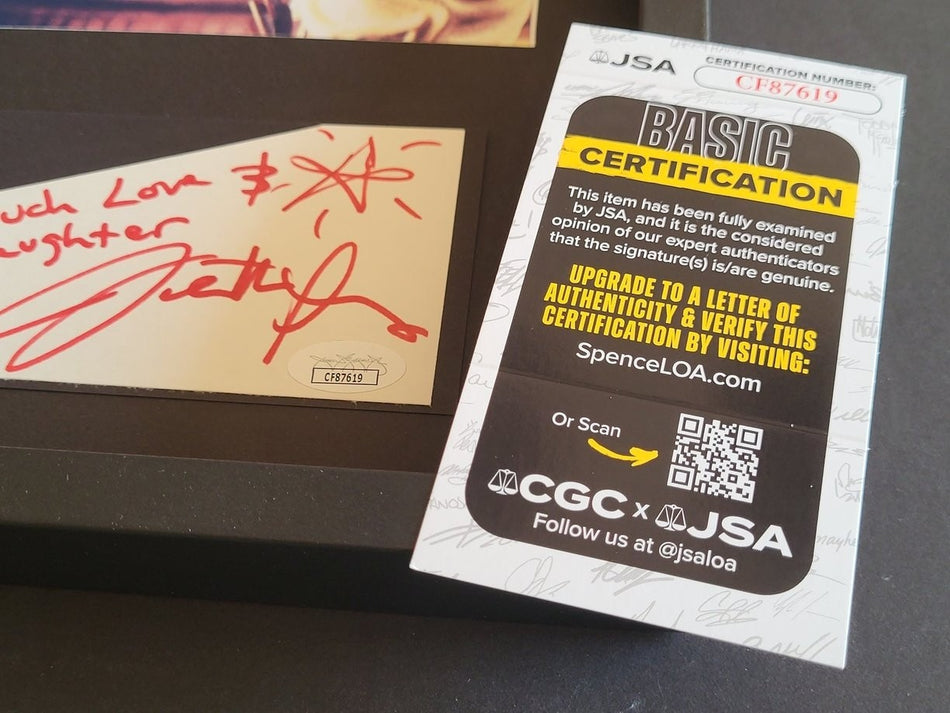 uch Love &
aughter
CF87619
JSA
CERTIFICATION NUMBER:
CF87619
BASIC
CERTIFICATION
This item has been fully examined
by JSA, and it is the considered
opinion of our expert authenticators
that the signature(s) is/are genuine.
UPGRADE TO A LETTER OF
AUTHENTICITY & VERIFY THIS
CERTIFICATION BY VISITING:
SpenceLOA.com
Or Scan
CGC x JSA
Follow us at @jsaloa